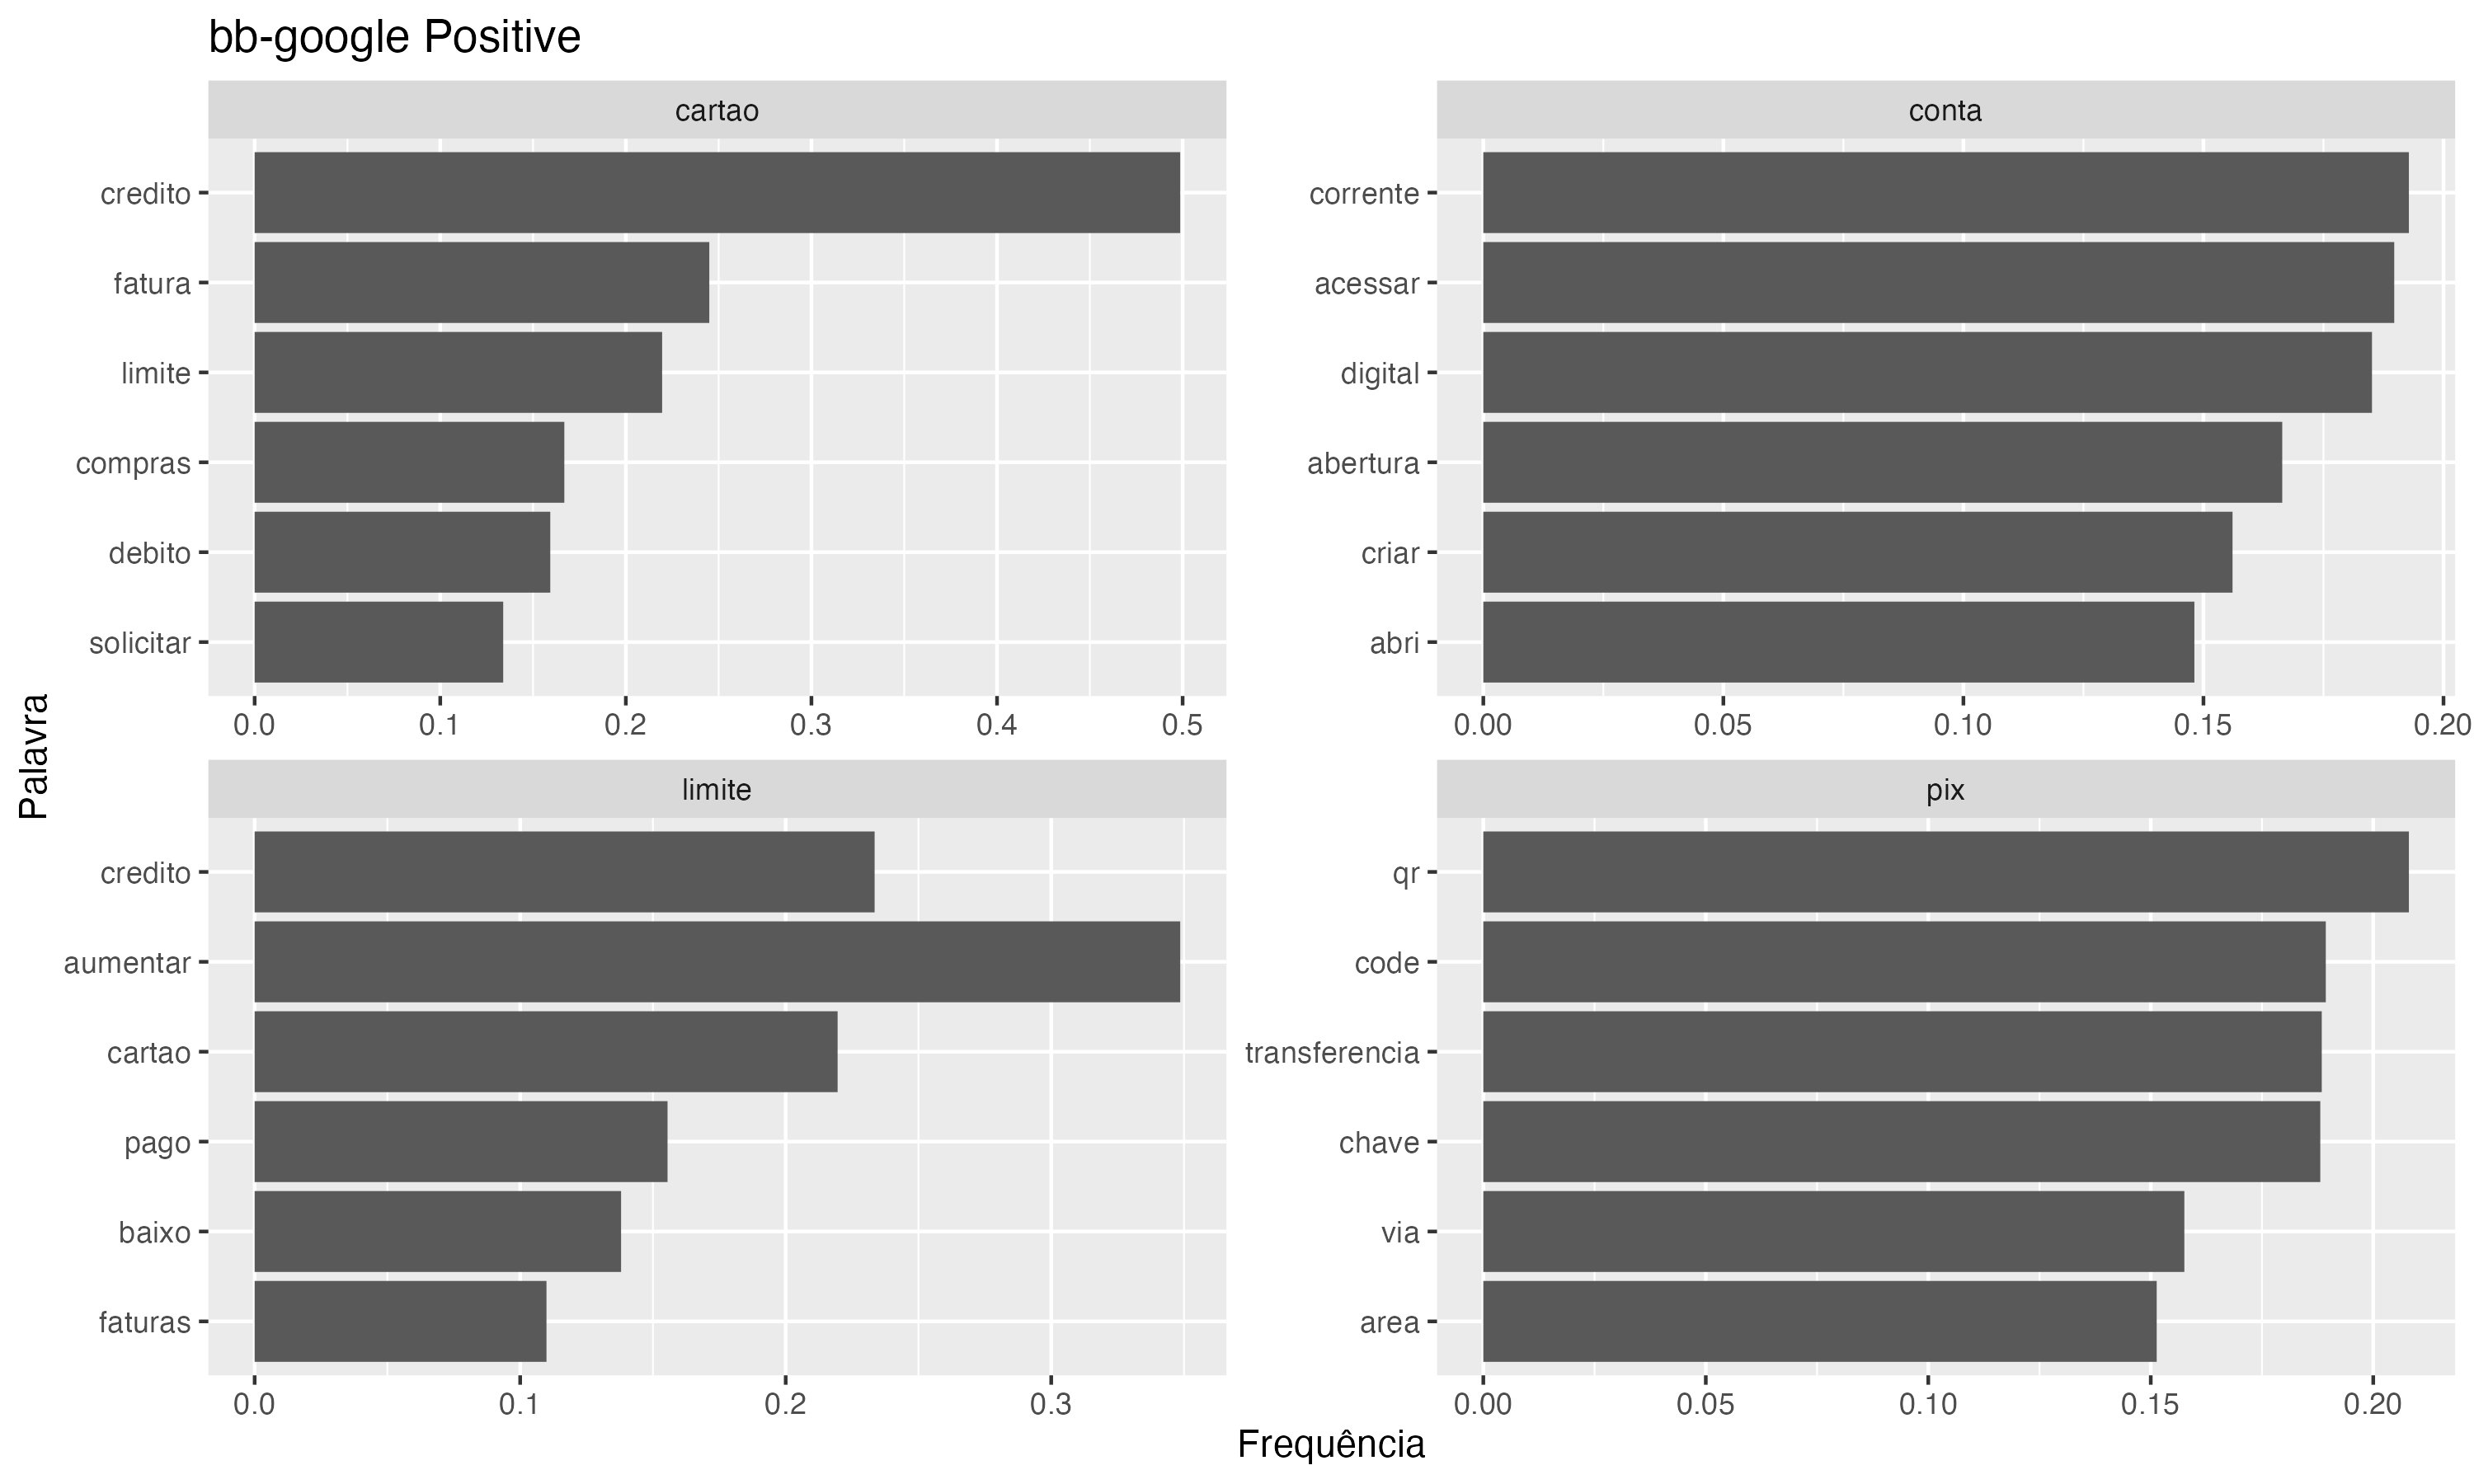 bb-google Positive
cartao
credito
fatura
limite
compras
debito
solicitar
0.0 0.1 0.2 0.3 0.4 0.5
conta
corrente
acessar
digital
abertura
criar
abri
0.00 0.05 0.10 0.15 0.20
limite
credito
aumentar
cartao
pago
baixo
faturas
0.0 0.1 0.2 0.3
pix
qr
code
transferencia
chave
via
area
0.00 0.05 0.10 0.15 0.20
Palavra
Frequência